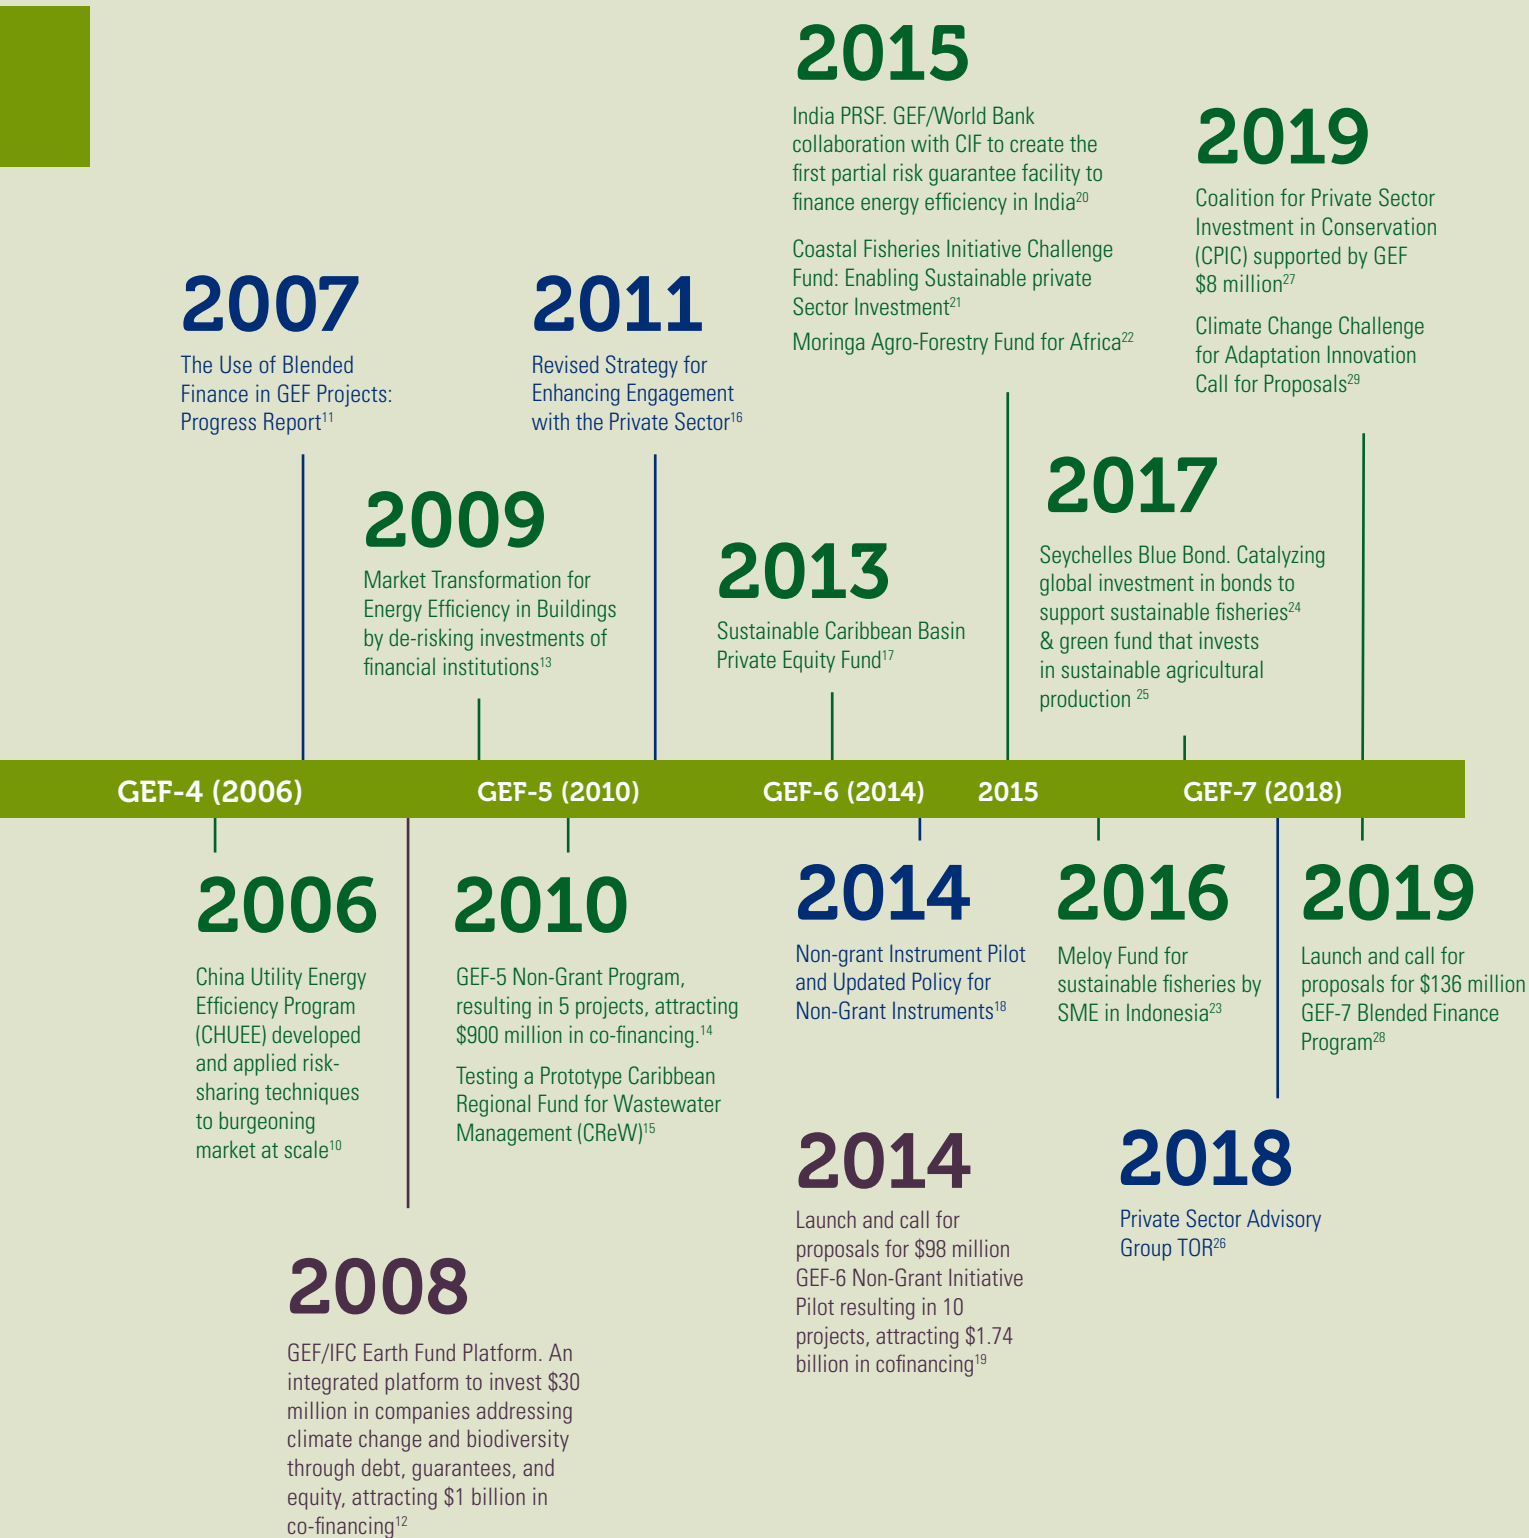 2015
India PRSF. GEF/World Bank
collaboration with CIF to create the
first partial risk guarantee facility to
finance energy efficiency in India20
Coastal Fisheries Initiative Challenge
Fund: Enabling Sustainable private
Sector Investment21
Moringa Agro-Forestry Fund for Africa22
2019
Coalition for Private Sector
Investment in Conservation
(CPIC) supported by GEF
$8 million27
Climate Change Challenge
for Adaptation Innovation
Call for Proposals29
2007
The Use of Blended
Finance in GEF Projects:
Progress Report11
2011
Revised Strategy for
Enhancing Engagement
with the Private Sector16
2009
Market Transformation for
Energy Efficiency in Buildings
by de-risking investments of
financial institutions13
2013
Sustainable Caribbean Basin
Private Equity Fund17
2017
Seychelles Blue Bond. Catalyzing
global investment in bonds to
support sustainable fisheries24
& green fund that invests
in sustainable agricultural
production 25
GEF-4 (2006)
GEF-5 (2010)
GEF-6 (2014)
2015
GEF-7 (2018)
2006
China Utility Energy
Efficiency Program
(CHUEE) developed
and applied risk-
sharing techniques
to burgeoning
market at scale10
2010
GEF-5 Non-Grant Program,
resulting in 5 projects, attracting
$900 million in co-financing.14
Testing a Prototype Caribbean
Regional Fund for Wastewater
Management (CReW)15
2014
Non-grant Instrument Pilot
and Updated Policy for
Non-Grant Instruments18
2016
Meloy Fund for
sustainable fisheries by
SME in Indonesia23
2019
Launch and call for
proposals for $136 million
GEF-7 Blended Finance
Program28
2008
GEF/IFC Earth Fund Platform. An
integrated platform to invest $30
million in companies addressing
climate change and biodiversity
through debt, guarantees, and
equity, attracting $1 billion in
co-financing12
2014
Launch and call for
proposals for $98 million
GEF-6 Non-Grant Initiative
Pilot resulting in 10
projects, attracting $1.74
billion in cofinancing19
2018
Private Sector Advisory
Group TOR26